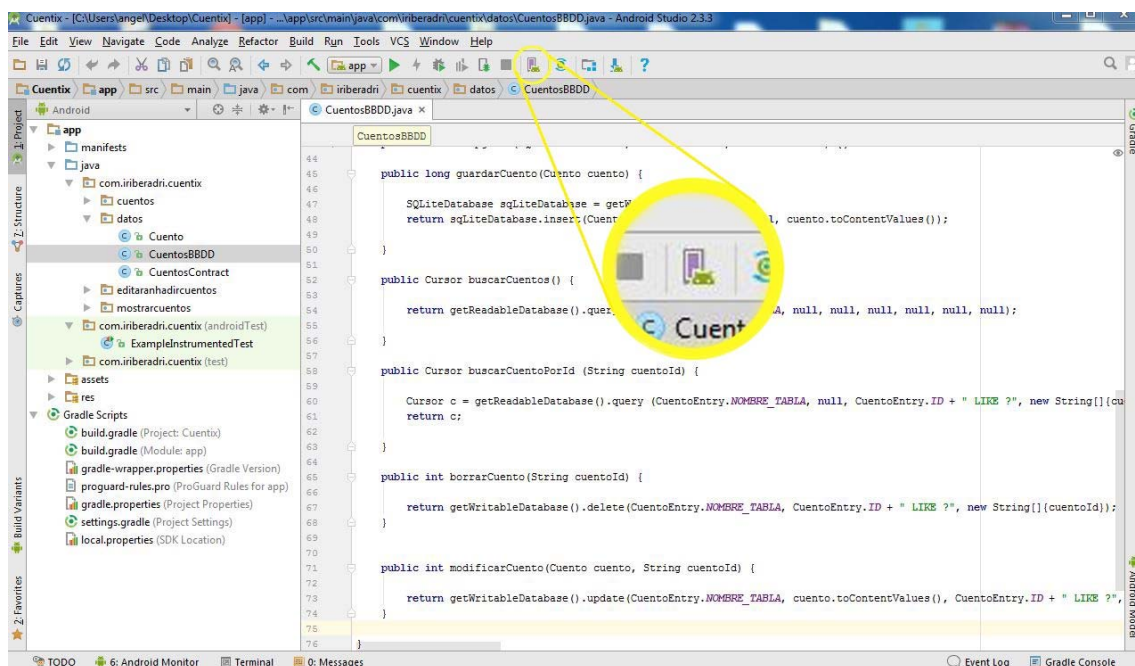 Cuentix - [C:\Users\angel\Desktop\Cuentix] - [app] - ...\app\src\main\java\com\iriberadri\cuentix\datos\CuentosBBDD.java - Android Studio 2.3.3
File Edit View Navigate Code Analyze Refactor Build Run Tools VCS Window Help
app
Cuentix app src main java com iriberadri cuentix datos CuentosBBDD
Android
CuentosBBDD.java
CuentosBBDD
1: Project
7: Structure
Captures
Build Variants
2: Favorites
app
manifests
java
com.iriberadri.cuentix
cuentos
datos
Cuento
CuentosBBDD
CuentosContract
editaranhadircuentos
mostrarcuentos
com.iriberadri.cuentix (androidTest)
ExampleInstrumentedTest
com.iriberadri.cuentix (test)
assets
res
Gradle Scripts
build.gradle (Project: Cuentix)
build.gradle (Module: app)
gradle-wrapper.properties (Gradle Version)
proguard-rules.pro (ProGuard Rules for app)
gradle.properties (Project Properties)
settings.gradle (Project Settings)
local.properties (SDK Location)
44
45 public long guardarCuento(Cuento cuento) {
46
47 SQLiteDatabase sqLiteDatabase = getW
48 return sqLiteDatabase.insert(Cuent l, cuento.toContentValues());
49
50 }
51
52 public Cursor buscarCuentos() {
53
54 return getReadableDatabase().quer A, null, null, null, null, null, null);
55
56 }
57
58 public Cursor buscarCuentoPorId (String cuentoId) {
59
60 Cursor c = getReadableDatabase().query (CuentoEntry.NOMBRE_TABLA, null, CuentoEntry.ID + " LIKE ?", new String[]{cu
61 return c;
62
63 }
64
65 public int borrarCuento(String cuentoId) {
66
67 return getWritableDatabase().delete(CuentoEntry.NOMBRE_TABLA, CuentoEntry.ID + " LIKE ?", new String[]{cuentoId});
68 }
69
70
71 public int modificarCuento(Cuento cuento, String cuentoId) {
72
73 return getWritableDatabase().update(CuentoEntry.NOMBRE_TABLA, cuento.toContentValues(), CuentoEntry.ID + " LIKE ?",
74 }
75
76 }
Cuent
Gradle
Android Model
TODO 6: Android Monitor Terminal 0: Messages Event Log Gradle Console